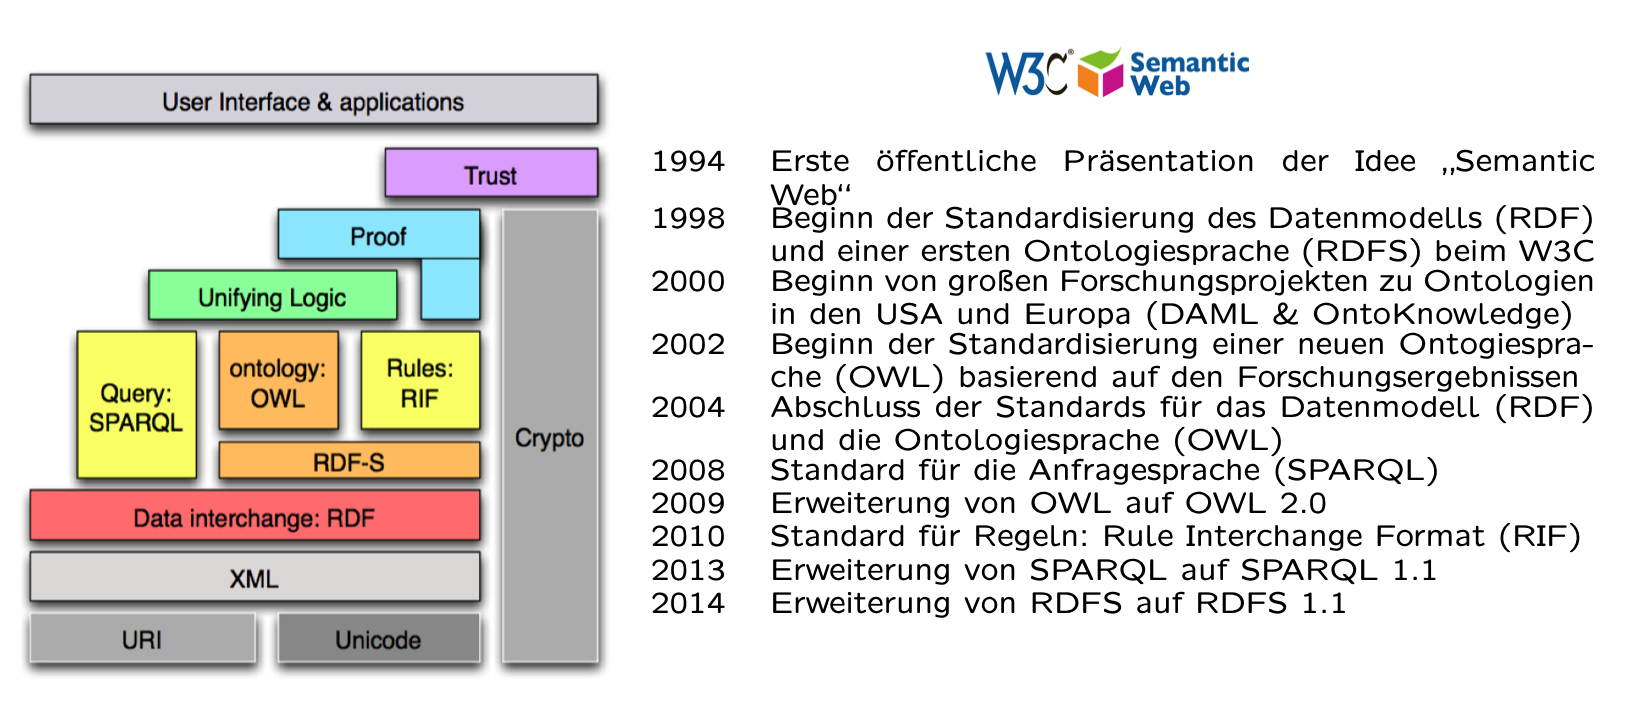 User Interface & applications
Trust
Proof
Unifying Logic
Query:
SPARQL
ontology:
OWL
Rules:
RIF
RDF-S
Crypto
Data interchange: RDF
XML
URI
Unicode
W3C®
Semantic
Web
1994 Erste öffentliche Präsentation der Idee „Semantic
Web“
1998 Beginn der Standardisierung des Datenmodells (RDF)
und einer ersten Ontologiesprache (RDFS) beim W3C
2000 Beginn von großen Forschungsprojekten zu Ontologien
in den USA und Europa (DAML & OntoKnowledge)
2002 Beginn der Standardisierung einer neuen Ontogiespra-
che (OWL) basierend auf den Forschungsergebnissen
2004 Abschluss der Standards für das Datenmodell (RDF)
und die Ontologiesprache (OWL)
2008 Standard für die Anfragesprache (SPARQL)
2009 Erweiterung von OWL auf OWL 2.0
2010 Standard für Regeln: Rule Interchange Format (RIF)
2013 Erweiterung von SPARQL auf SPARQL 1.1
2014 Erweiterung von RDFS auf RDFS 1.1